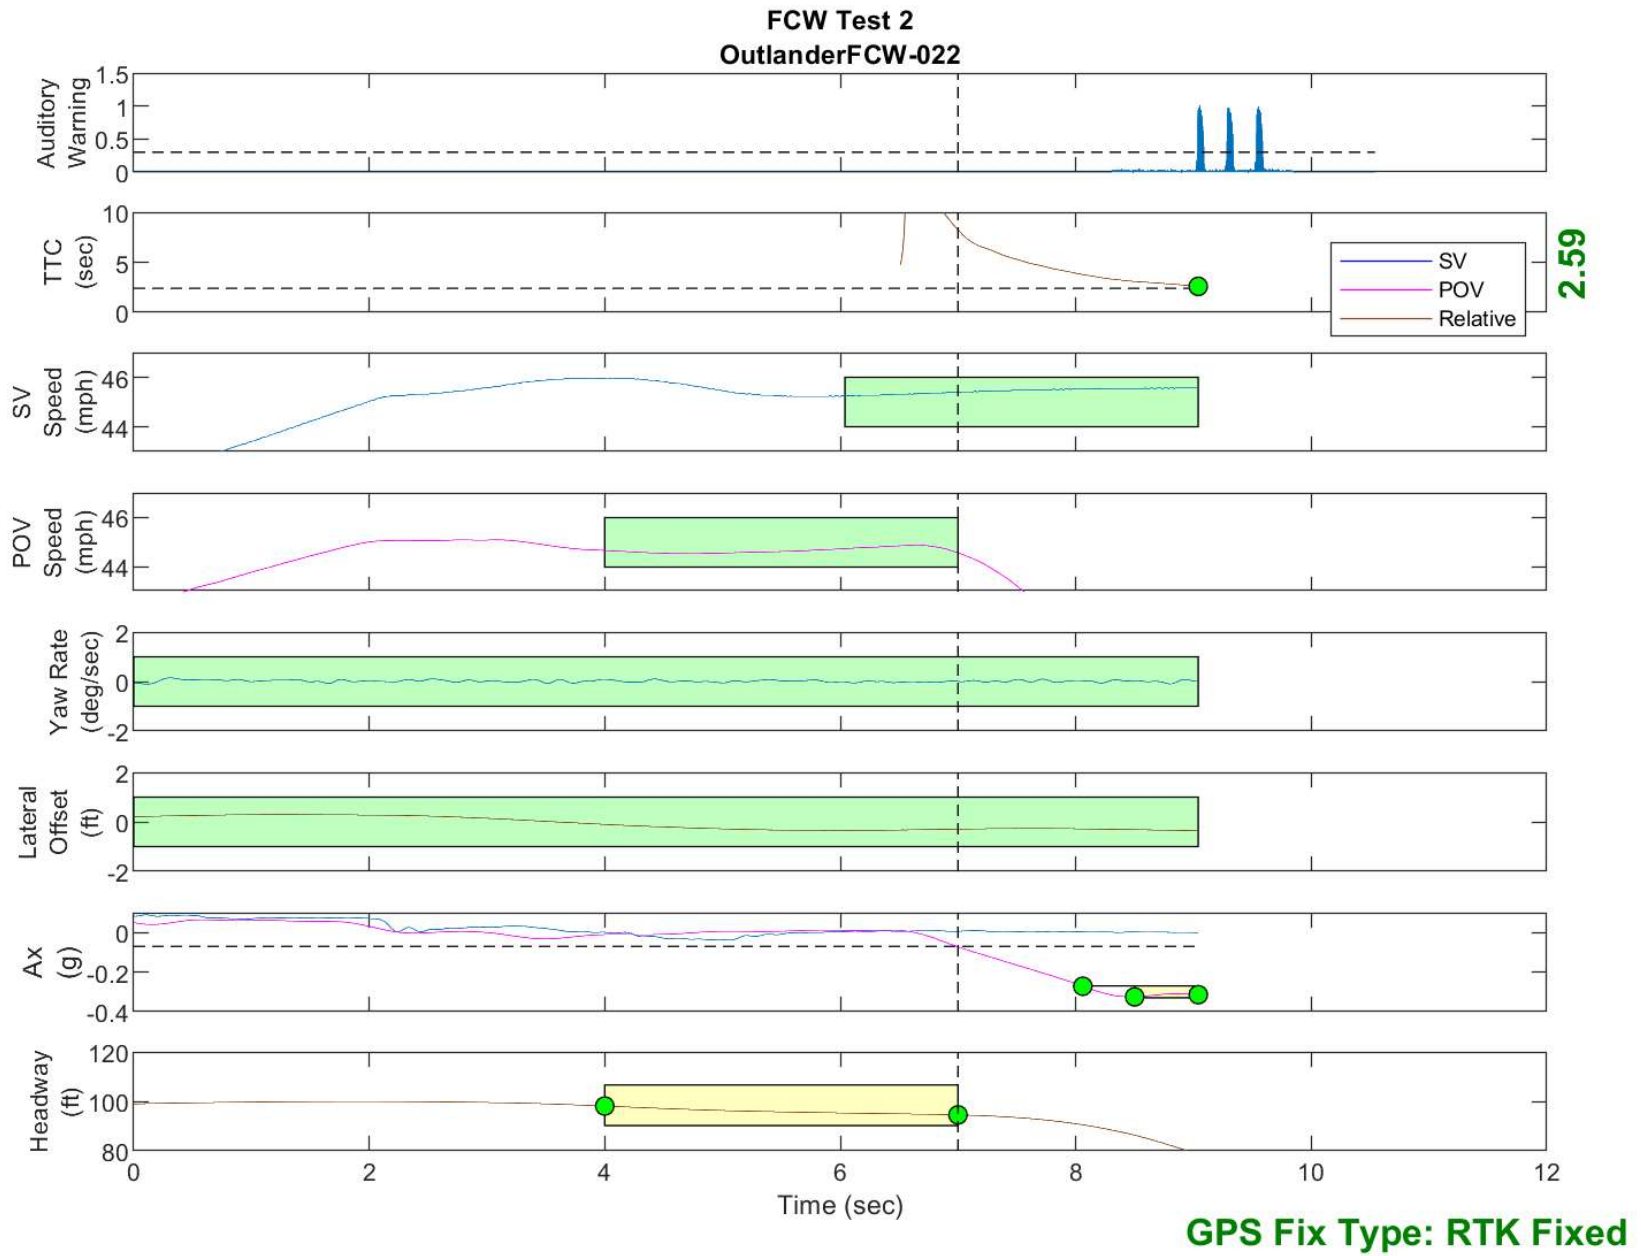 FCW Test 2
OutlanderFCW-022
Auditory
Warning
1.5
1
0.5
0
TTC
(sec)
10
5
0
SV
POV
Relative
2.59
SV
Speed
(mph)
46
44
POV
Speed
(mph)
46
44
Yaw Rate
(deg/sec)
2
0
-2
Lateral
Offset
(ft)
2
0
-2
Ax
(g)
0
-0.2
-0.4
Headway
(ft)
120
100
80
0 2 4 6 8 10 12
Time (sec)
GPS Fix Type: RTK Fixed